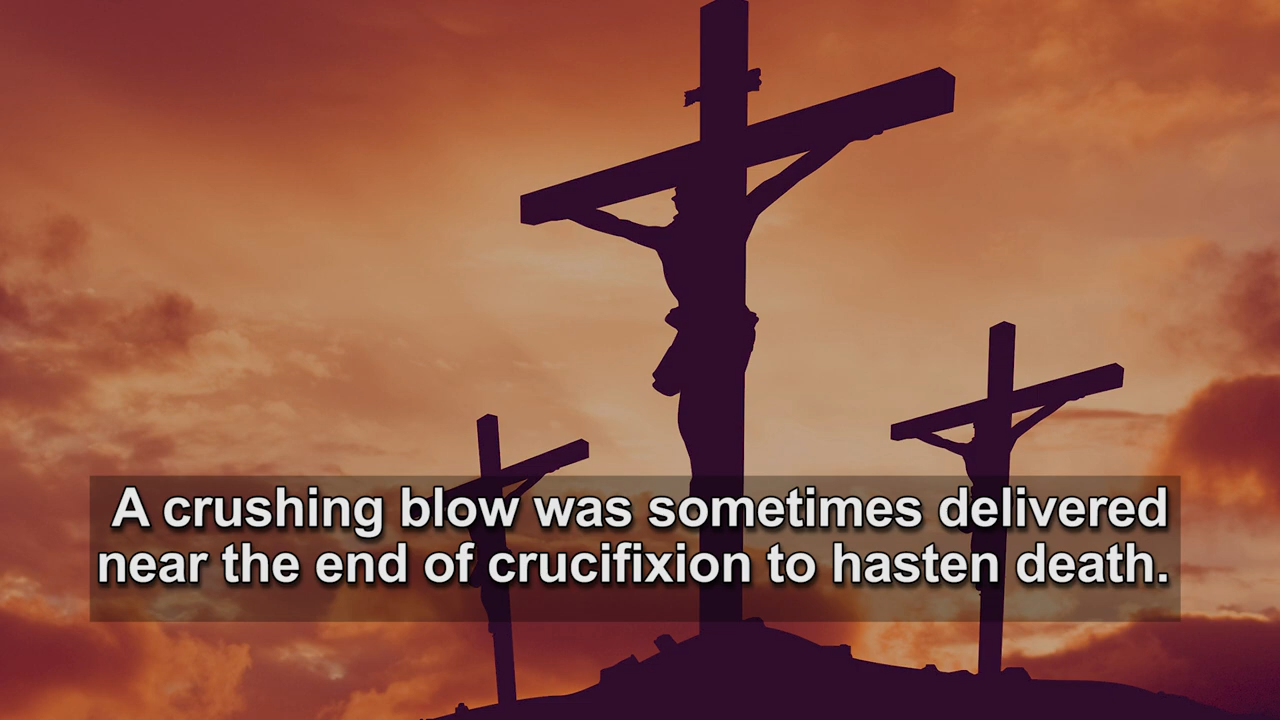 A crushing blow was sometimes delivered
near the end of crucifixion to hasten death.